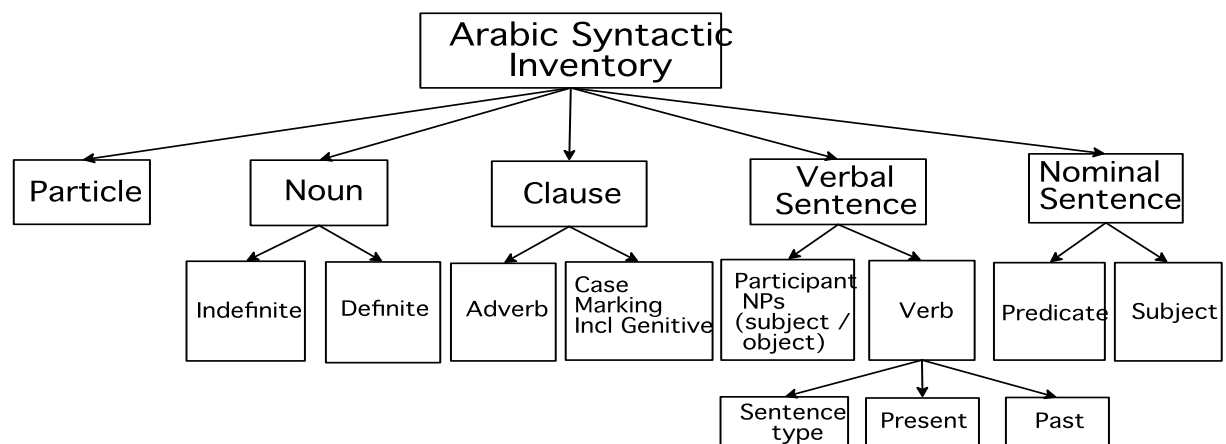 Arabic Syntactic
Inventory
Particle
Noun
Clause
Verbal
Sentence
Nominal
Sentence
Indefinite
Definite
Adverb
Case
Marking
Incl Genitive
Participant
NPs
(subject /
object)
Verb
Predicate
Subject
Sentence
type
Present
Past